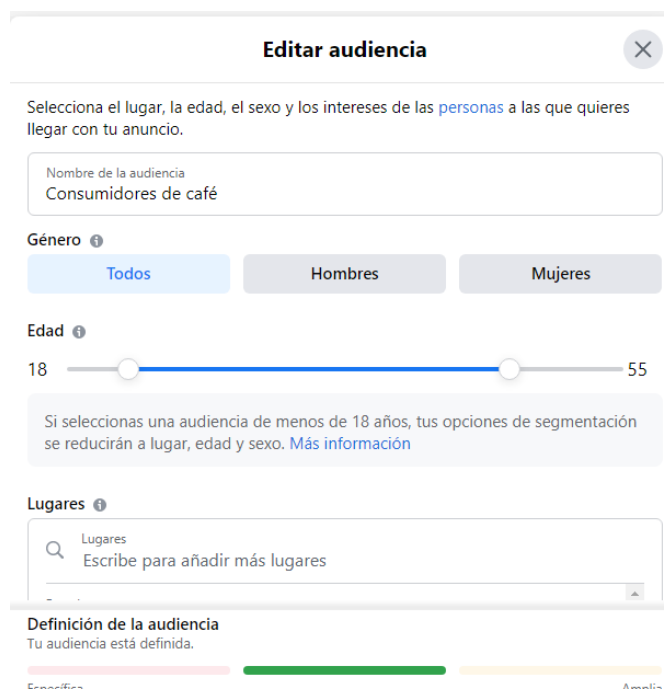 Editar audiencia
Selecciona el lugar, la edad, el sexo y los intereses de las personas a las que quieres
llegar con tu anuncio.
Nombre de la audiencia
Consumidores de café
Género
Todos Hombres Mujeres
Edad
18 55
Si seleccionas una audiencia de menos de 18 años, tus opciones de segmentación
se reducirán a lugar, edad y sexo. Más información
Lugares
Lugares
Escribe para añadir más lugares
Definición de la audiencia
Tu audiencia está definida.
Específica Amplia